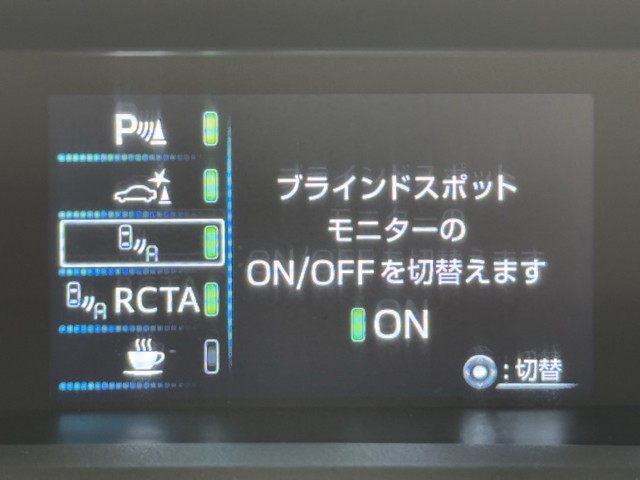 P
ブラインドスポット
モニターの
ON/OFFを切替えます
RCTA
ON
:切替